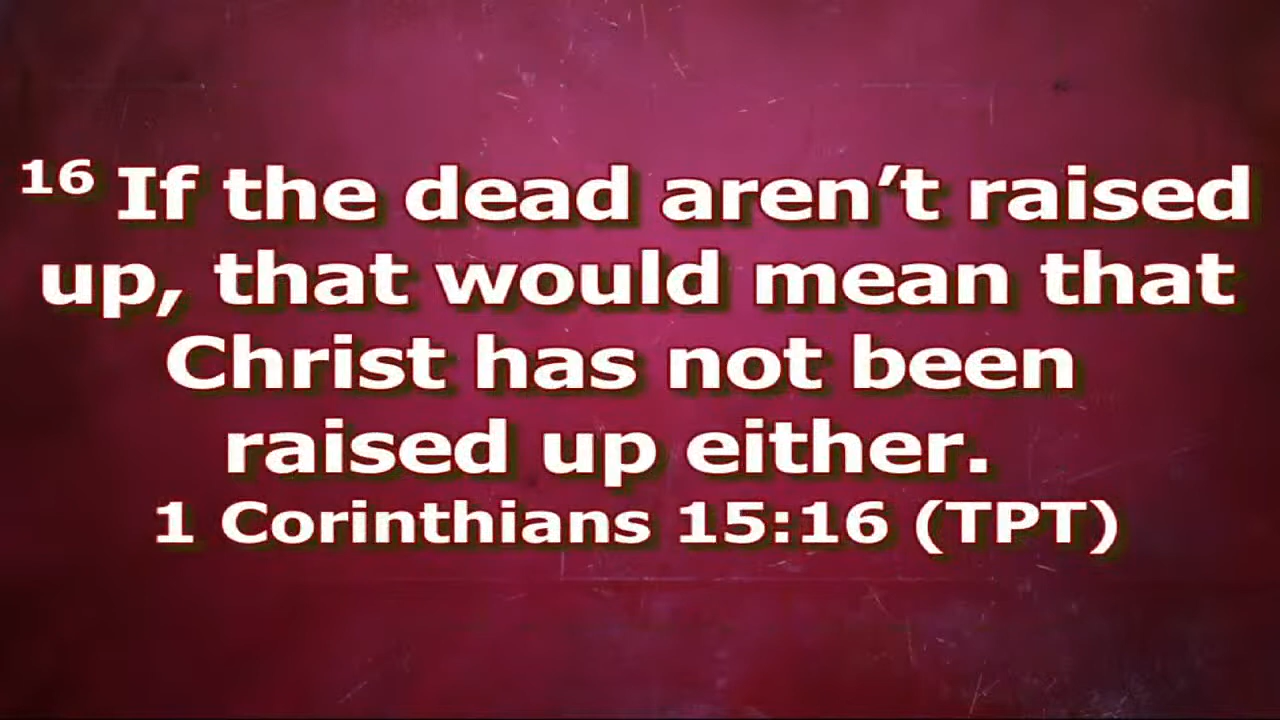 16 If the dead aren’t raised
up, that would mean that
Christ has not been
raised up either.
1 Corinthians 15:16 (TPT)